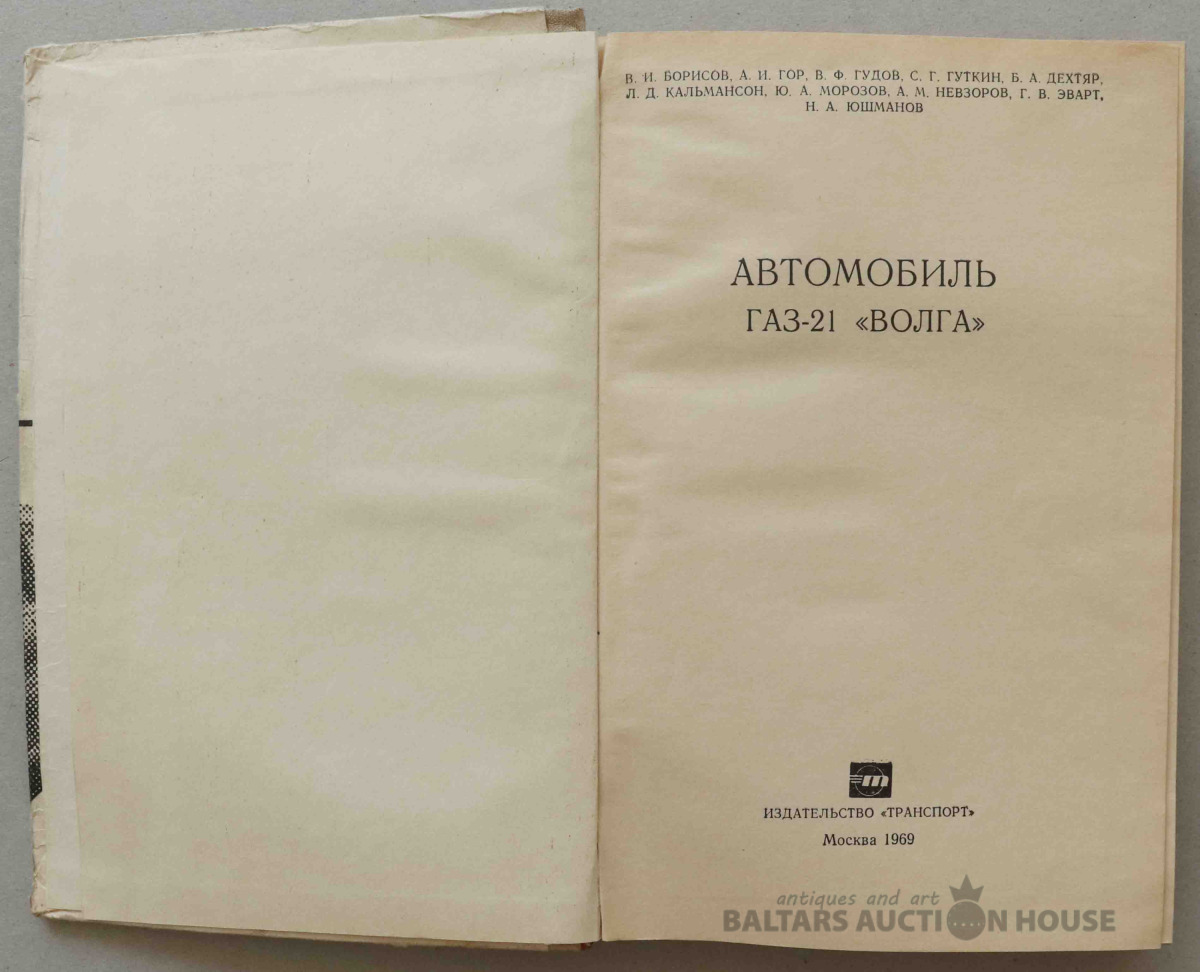 В. И. БОРИСОВ, А. И. ГОР, В. Ф. ГУДОВ, С. Г. ГУТКИН, Б. А. ДЕХТЯР,
Л. Д. КАЛЬМАНСОН, Ю. А. МОРОЗОВ, А. М. НЕВЗОРОВ, Г. В. ЭВАРТ,
Н. А. ЮШМАНОВ
АВТОМОБИЛЬ
ГАЗ-21 «ВОЛГА»
ИЗДАТЕЛЬСТВО «ТРАНСПОРТ»
Москва 1969
antiques and art
BALTARS AUCTION HOUSE